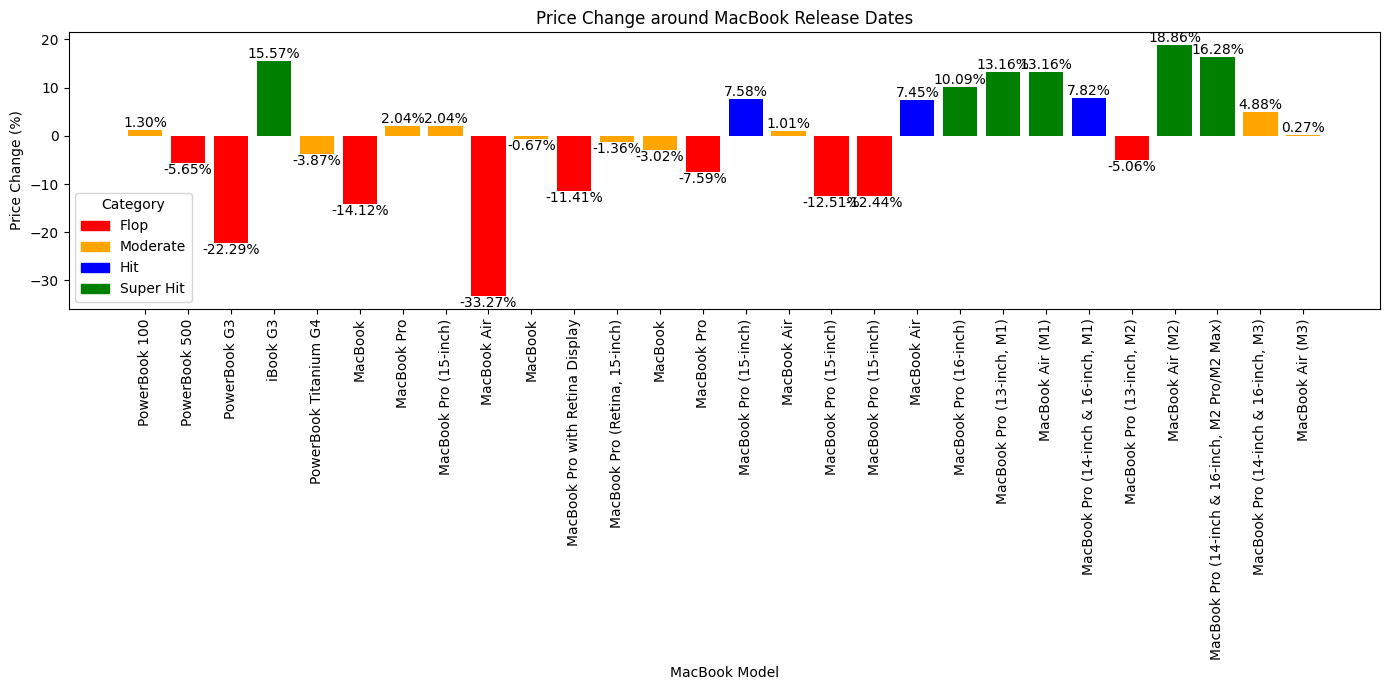 Price Change around MacBook Release Dates
Price Change (%)
20
10
0
−10
−20
−30
1.30%
-5.65%
-22.29%
15.57%
-3.87%
-14.12%
2.04%
2.04%
-33.27%
-0.67%
-11.41%
-1.36%
-3.02%
-7.59%
7.58%
1.01%
-12.51%
-12.44%
7.45%
10.09%
13.16%
13.16%
7.82%
-5.06%
18.86%
16.28%
4.88%
0.27%
Category
Flop
Moderate
Hit
Super Hit
PowerBook 100
PowerBook 500
PowerBook G3
iBook G3
PowerBook Titanium G4
MacBook
MacBook Pro
MacBook Pro (15-inch)
MacBook Air
MacBook
MacBook Pro with Retina Display
MacBook Pro (Retina, 15-inch)
MacBook
MacBook Pro
MacBook Pro (15-inch)
MacBook Air
MacBook Pro (15-inch)
MacBook Pro (15-inch)
MacBook Air
MacBook Pro (16-inch)
MacBook Pro (13-inch, M1)
MacBook Air (M1)
MacBook Pro (14-inch & 16-inch, M1)
MacBook Pro (13-inch, M2)
MacBook Air (M2)
MacBook Pro (14-inch & 16-inch, M2 Pro/M2 Max)
MacBook Pro (14-inch & 16-inch, M3)
MacBook Air (M3)
MacBook Model